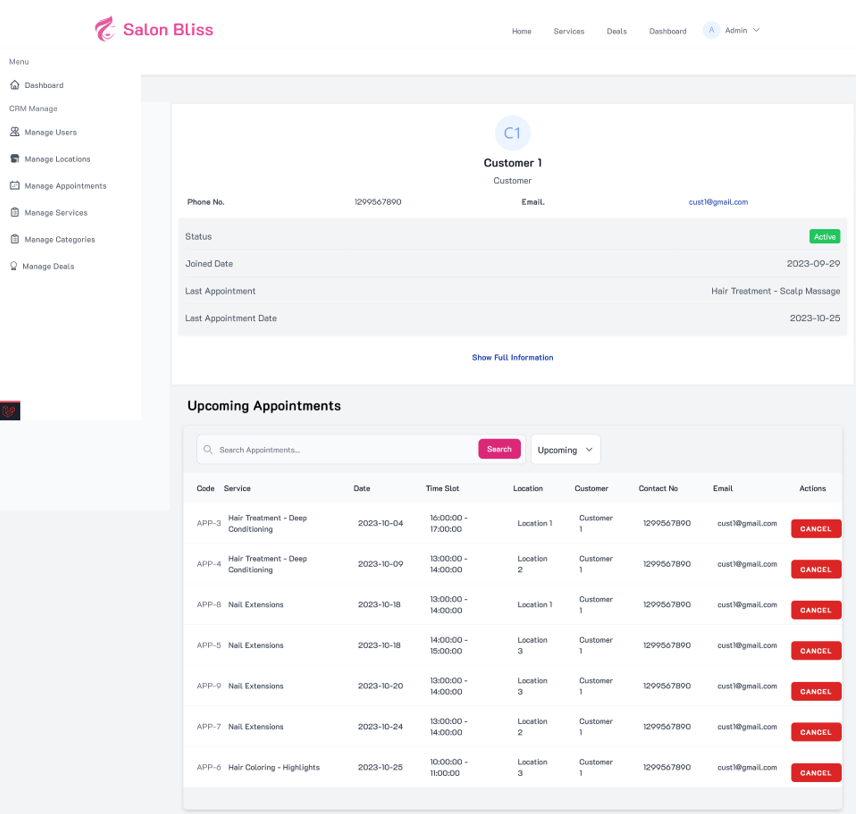 Salon Bliss
Home Services Deals Dashboard A Admin
Menu
Dashboard
CRM Manage
Manage Users
Manage Locations
Manage Appointments
Manage Services
Manage Categories
Manage Deals
C1
Customer 1
Customer
Phone No. 1299567890 Email. cust1@gmail.com
Status Active
Joined Date 2023-09-29
Last Appointment Hair Treatment - Scalp Massage
Last Appointment Date 2023-10-25
Show Full Information
Upcoming Appointments
Search Appointments... Search Upcoming
Code Service Date Time Slot Location Customer Contact No Email Actions
APP-3 Hair Treatment - Deep Conditioning 2023-10-04 16:00:00 - 17:00:00 Location 1 Customer 1 1299567890 cust1@gmail.com CANCEL
APP-4 Hair Treatment - Deep Conditioning 2023-10-09 13:00:00 - 14:00:00 Location 2 Customer 1 1299567890 cust1@gmail.com CANCEL
APP-8 Nail Extensions 2023-10-18 13:00:00 - 14:00:00 Location 1 Customer 1 1299567890 cust1@gmail.com CANCEL
APP-5 Nail Extensions 2023-10-18 14:00:00 - 15:00:00 Location 3 Customer 1 1299567890 cust1@gmail.com CANCEL
APP-9 Nail Extensions 2023-10-20 13:00:00 - 14:00:00 Location 3 Customer 1 1299567890 cust1@gmail.com CANCEL
APP-7 Nail Extensions 2023-10-24 13:00:00 - 14:00:00 Location 2 Customer 1 1299567890 cust1@gmail.com CANCEL
APP-6 Hair Coloring - Highlights 2023-10-25 10:00:00 - 11:00:00 Location 3 Customer 1 1299567890 cust1@gmail.com CANCEL